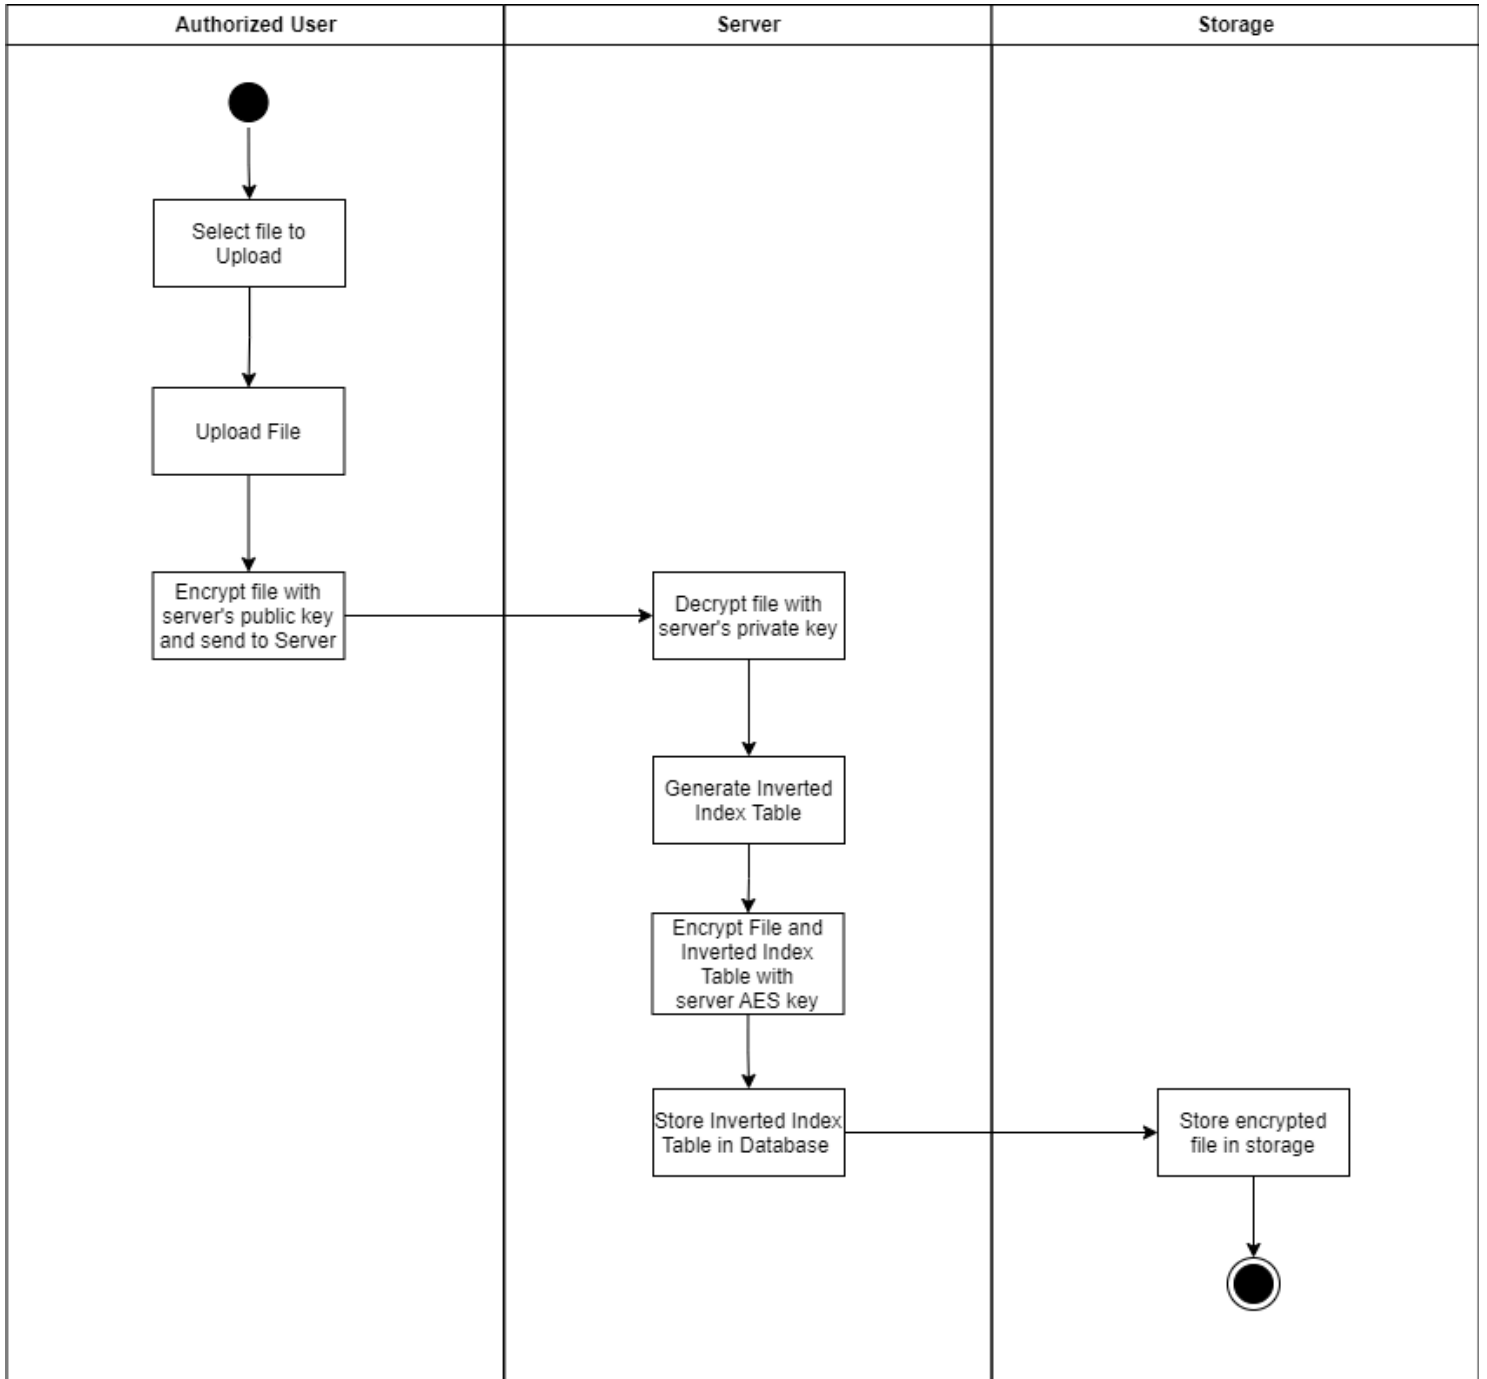 Authorized User
Server
Storage
Select file to
Upload
Upload File
Encrypt file with
server's public key
and send to Server
Decrypt file with
server's private key
Generate Inverted
Index Table
Encrypt File and
Inverted Index
Table with
server AES key
Store Inverted Index
Table in Database
Store encrypted
file in storage